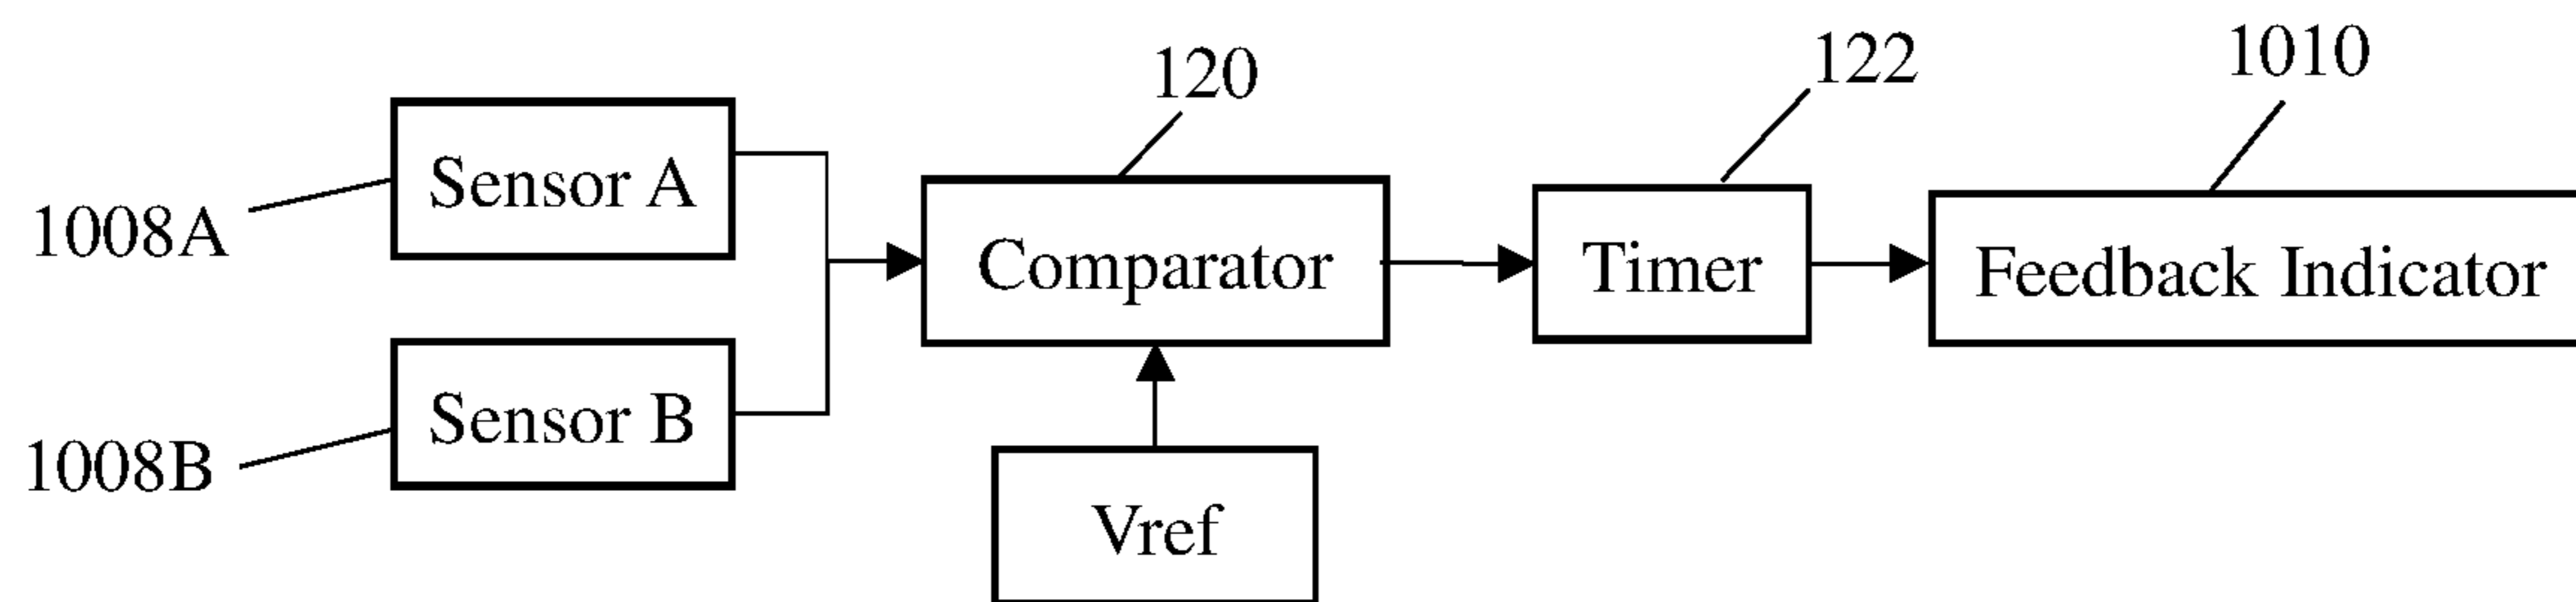 120
122
1010
Sensor A
1008A
Comparator
Timer
Feedback Indicator
Sensor B
1008B
Vref